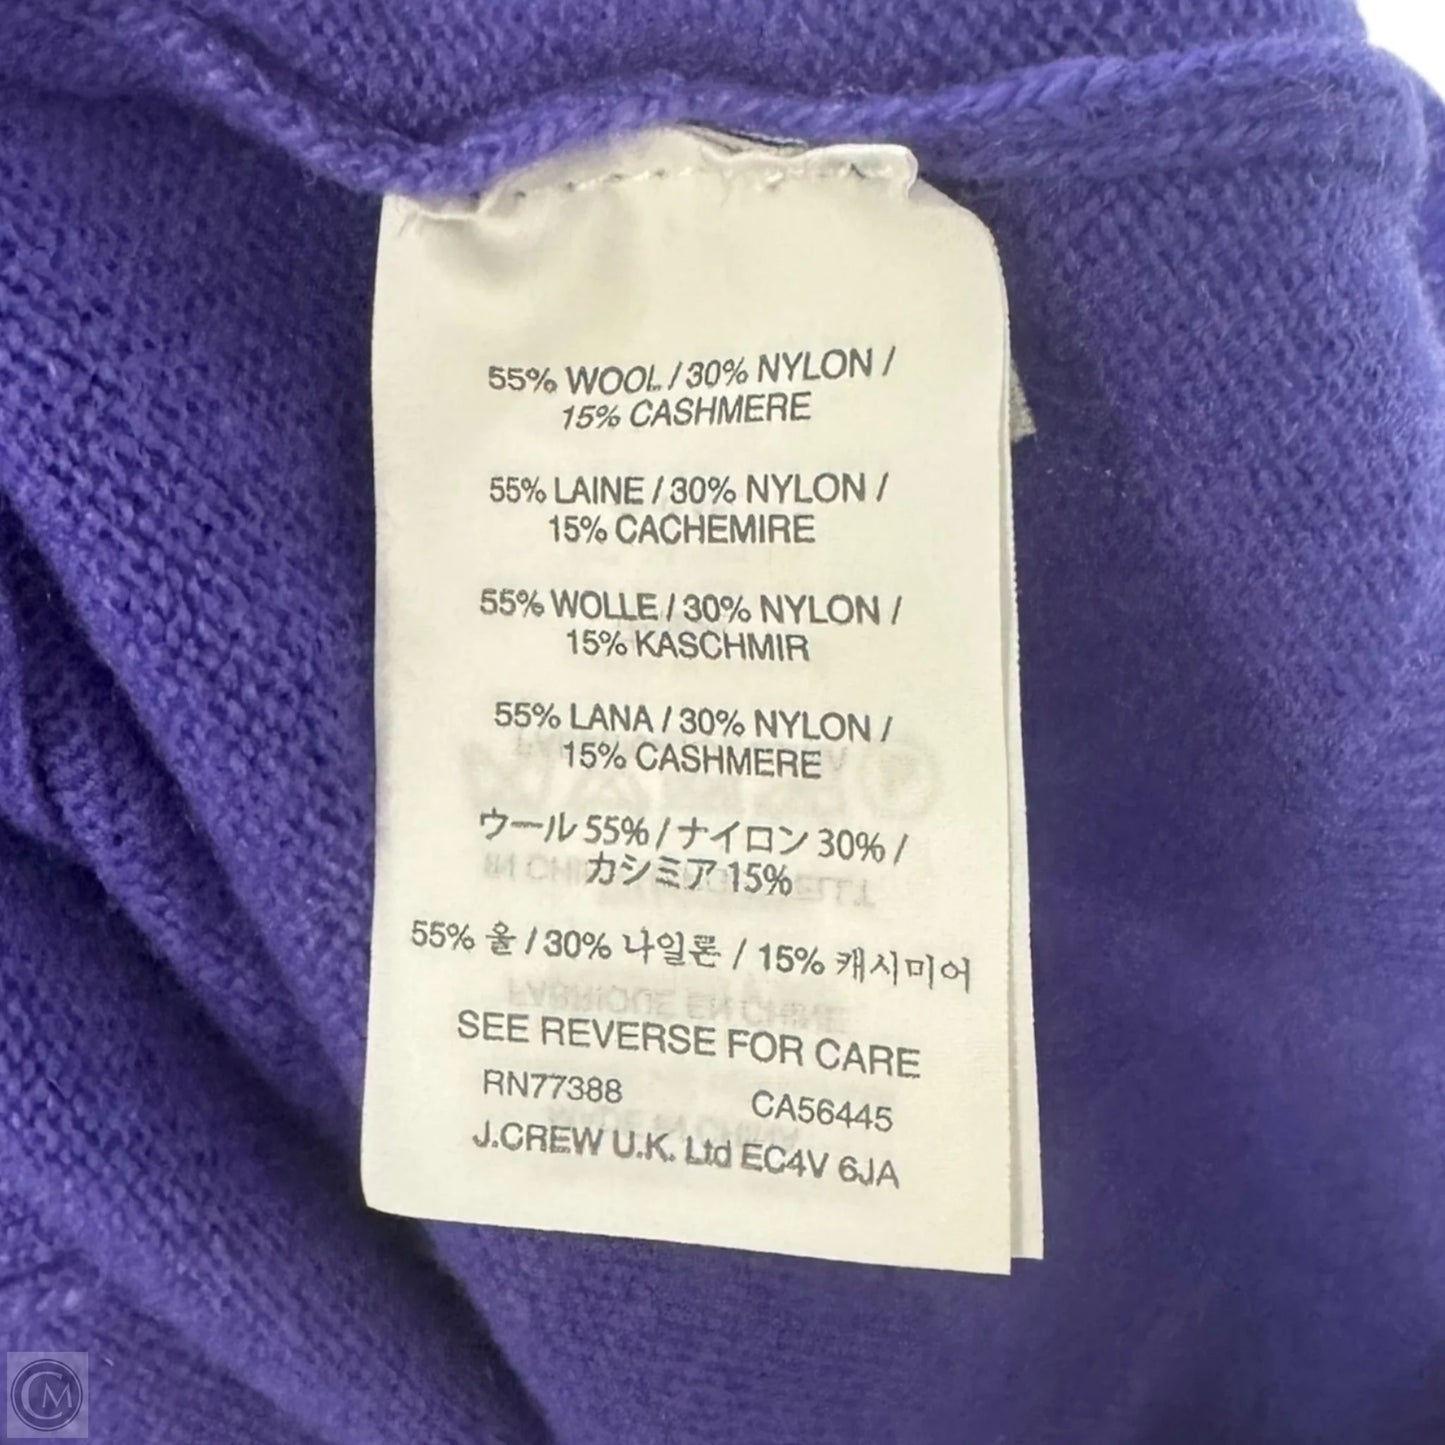 55% WOOL / 30% NYLON /
15% CASHMERE
55% LAINE / 30% NYLON /
15% CACHEMIRE
55% WOLLE / 30% NYLON /
15% KASCHMIR
55% LANA / 30% NYLON /
15% CASHMERE
ウール 55% / ナイロン 30% /
カシミア 15%
55% 울 / 30% 나일론 / 15% 캐시미어
SEE REVERSE FOR CARE
RN77388 CA56445
J.CREW U.K. Ltd EC4V 6JA
CM